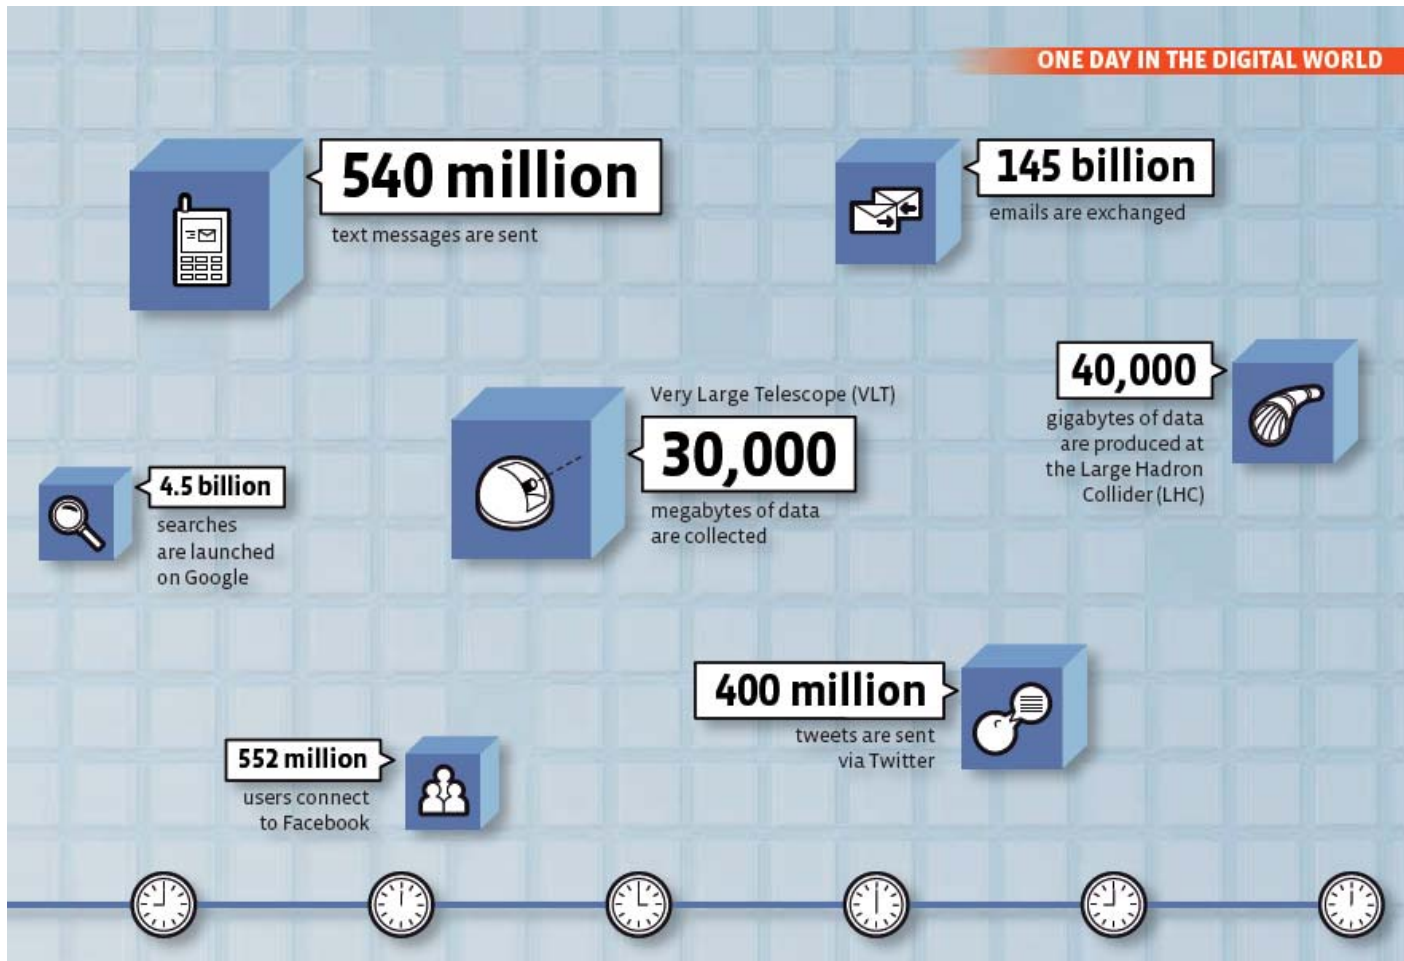 ONE DAY IN THE DIGITAL WORLD
540 million
text messages are sent
145 billion
emails are exchanged
40,000
gigabytes of data
are produced at
the Large Hadron
Collider (LHC)
Very Large Telescope (VLT)
30,000
megabytes of data
are collected
4.5 billion
searches
are launched
on Google
400 million
tweets are sent
via Twitter
552 million
users connect
to Facebook